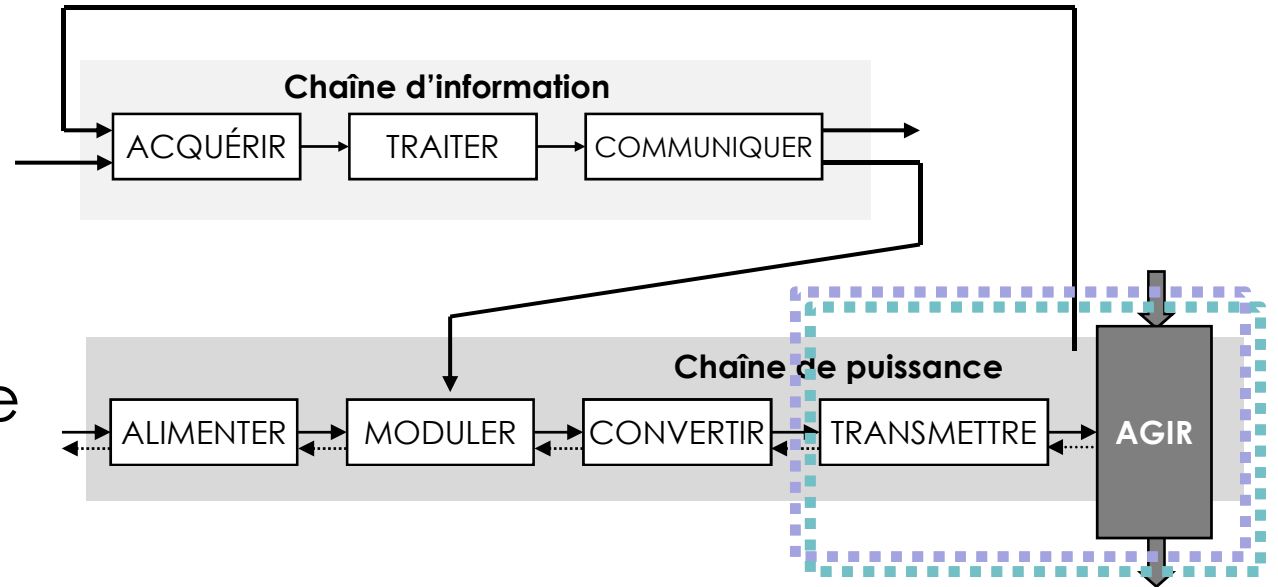 Chaîne d'information
ACQUÉRIR
TRAITER
COMMUNIQUER
Chaîne de puissance
e
ALIMENTER
MODULER
CONVERTIR
TRANSMETTRE
AGIR